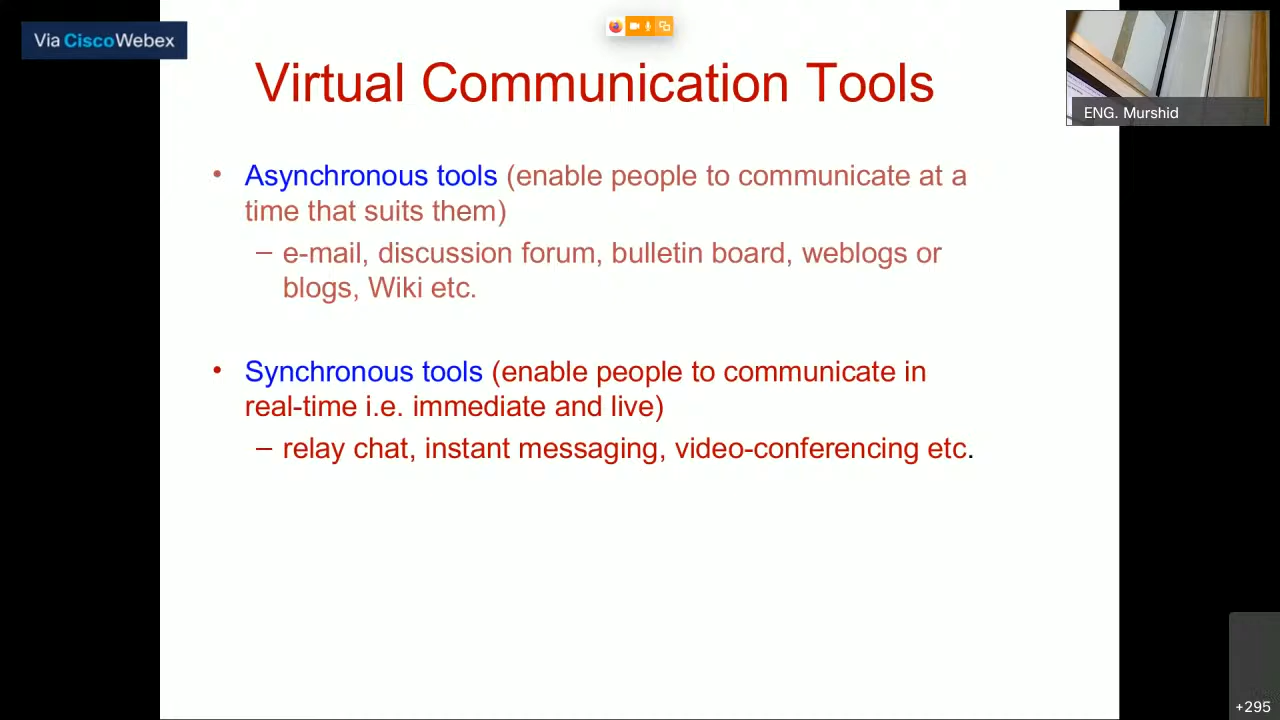 Via CiscoWebex
Virtual Communication Tools
ENG. Murshid
• Asynchronous tools (enable people to communicate at a
time that suits them)
– e-mail, discussion forum, bulletin board, weblogs or
blogs, Wiki etc.
• Synchronous tools (enable people to communicate in
real-time i.e. immediate and live)
– relay chat, instant messaging, video-conferencing etc.
+295